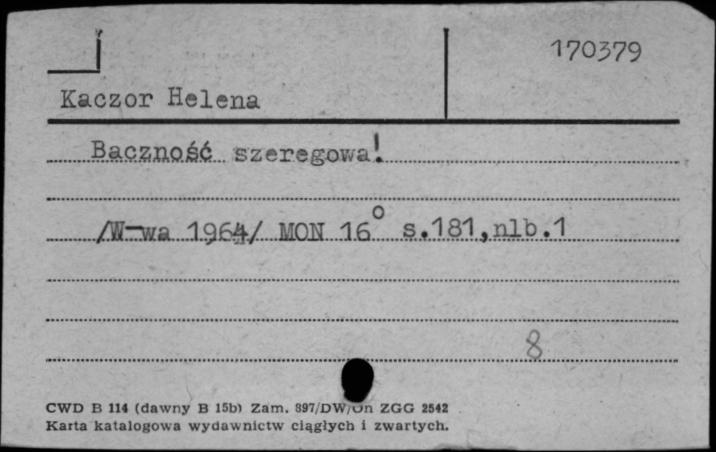 170379
Kaczor Helena
Baczność szeregowa!
/W-wa 1964/ MON 16° s.181,nlb.1
8
CWD B 114 (dawny B 15b) Zam. 897/DW/On ZGG 2542
Karta katalogowa wydawnictw ciągłych i zwartych.